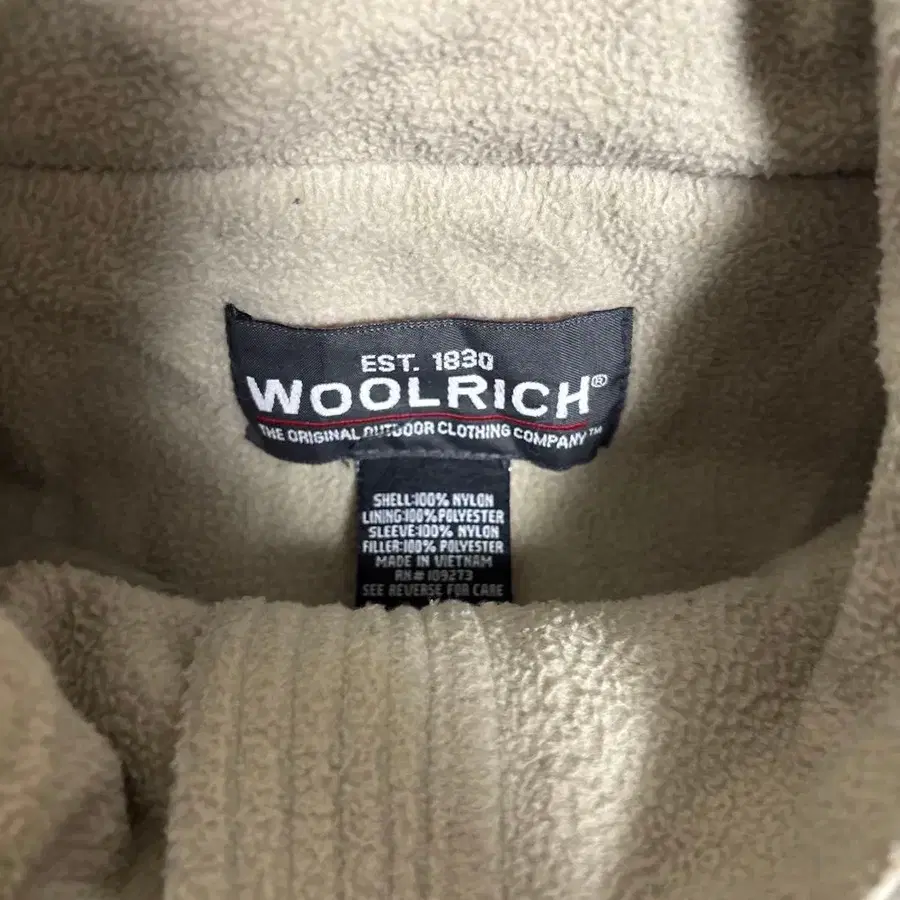 EST. 1830
WOOLRICH®
THE ORIGINAL OUTDOOR CLOTHING COMPANY™
SHELL:100% NYLON
LINING:100% POLYESTER
SLEEVE:100% NYLON
FILLER:100% POLYESTER
MADE IN VIETNAM
RN# 109273
SEE REVERSE FOR CARE